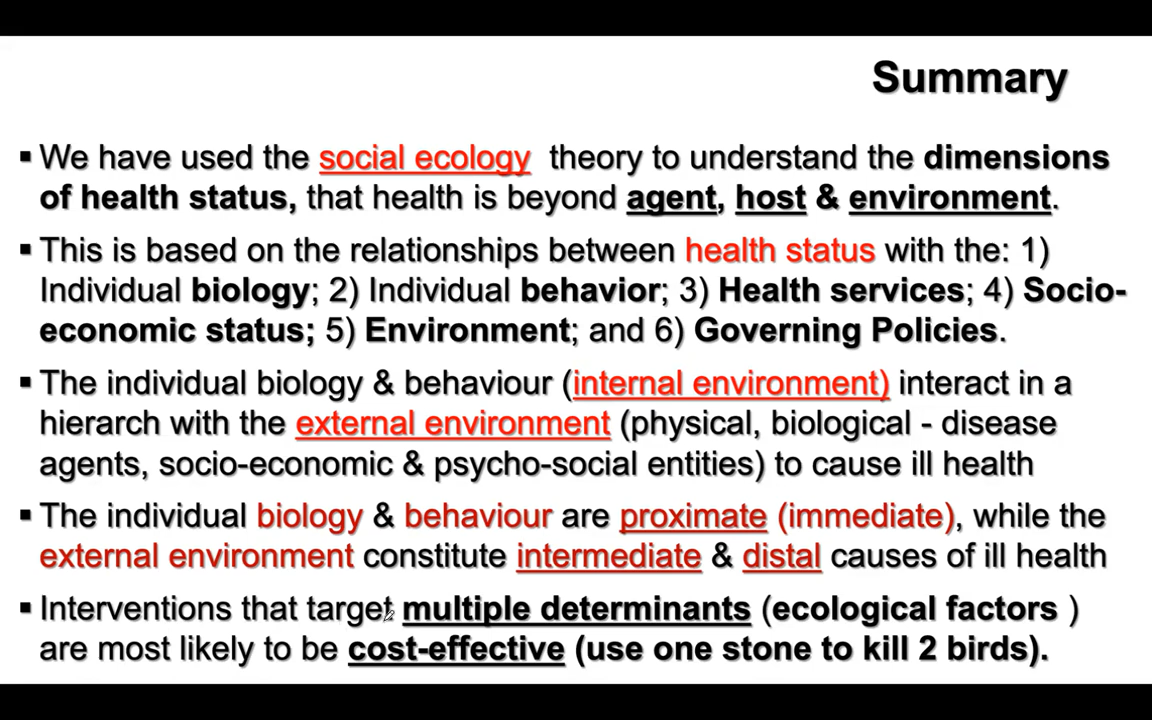 Summary
▪ We have used the social ecology theory to understand the dimensions
of health status, that health is beyond agent, host & environment.
▪ This is based on the relationships between health status with the: 1)
Individual biology; 2) Individual behavior; 3) Health services; 4) Socio-
economic status; 5) Environment; and 6) Governing Policies.
▪ The individual biology & behaviour (internal environment) interact in a
hierarch with the external environment (physical, biological - disease
agents, socio-economic & psycho-social entities) to cause ill health
▪ The individual biology & behaviour are proximate (immediate), while the
external environment constitute intermediate & distal causes of ill health
▪ Interventions that target multiple determinants (ecological factors )
are most likely to be cost-effective (use one stone to kill 2 birds).